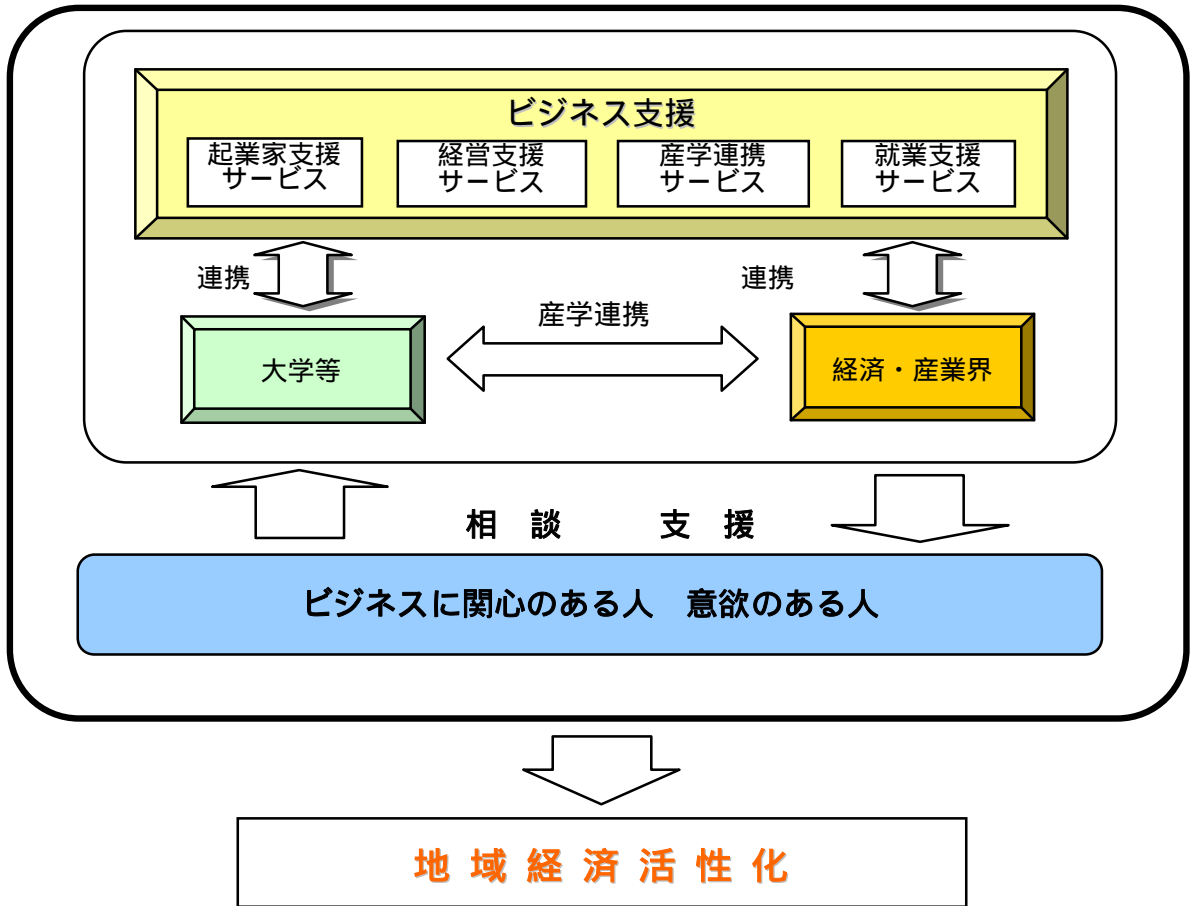 ビジネス支援
起業家支援
サービス
経営支援
サービス
産学連携
サービス
就業支援
サービス
連携
連携
産学連携
大学等
経済・産業界
相 談　支 援
ビジネスに関心のある人　意欲のある人
地 域 経 済 活 性 化